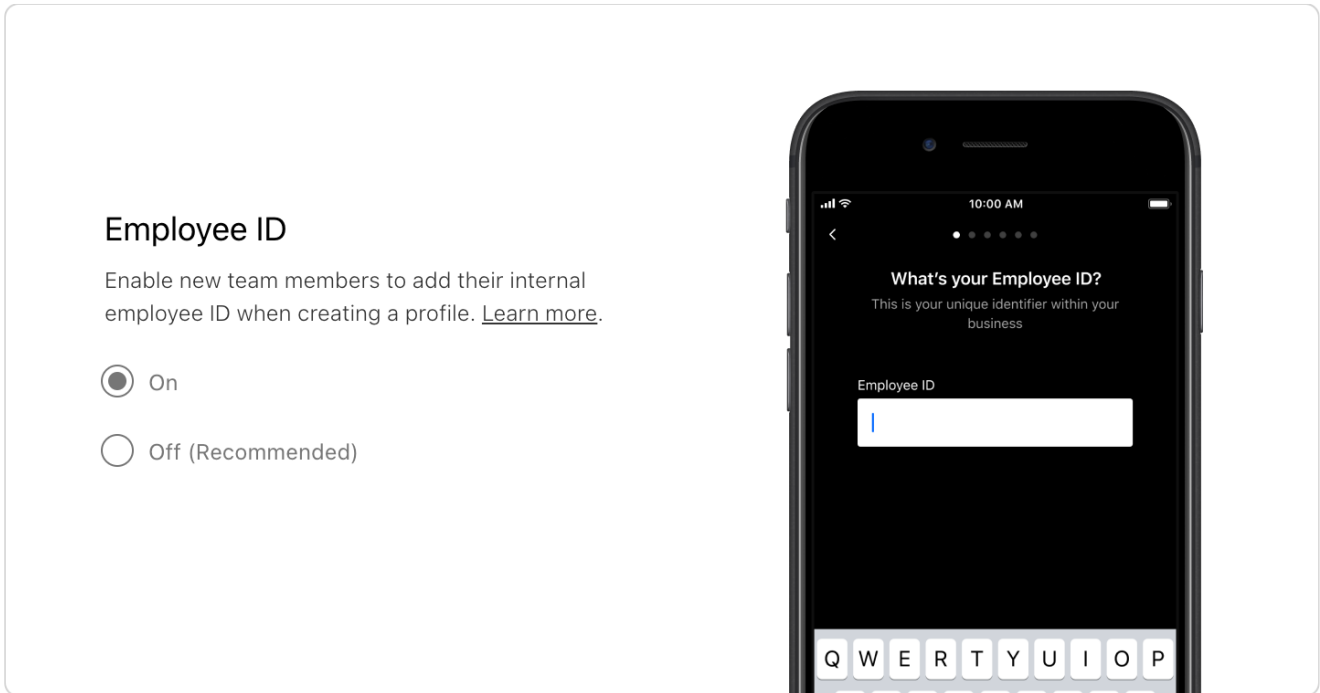 Employee ID
Enable new team members to add their internal
employee ID when creating a profile. Learn more.
On
Off (Recommended)
10:00 AM
What's your Employee ID?
This is your unique identifier within your
business
Employee ID
Q W E R T Y U I O P